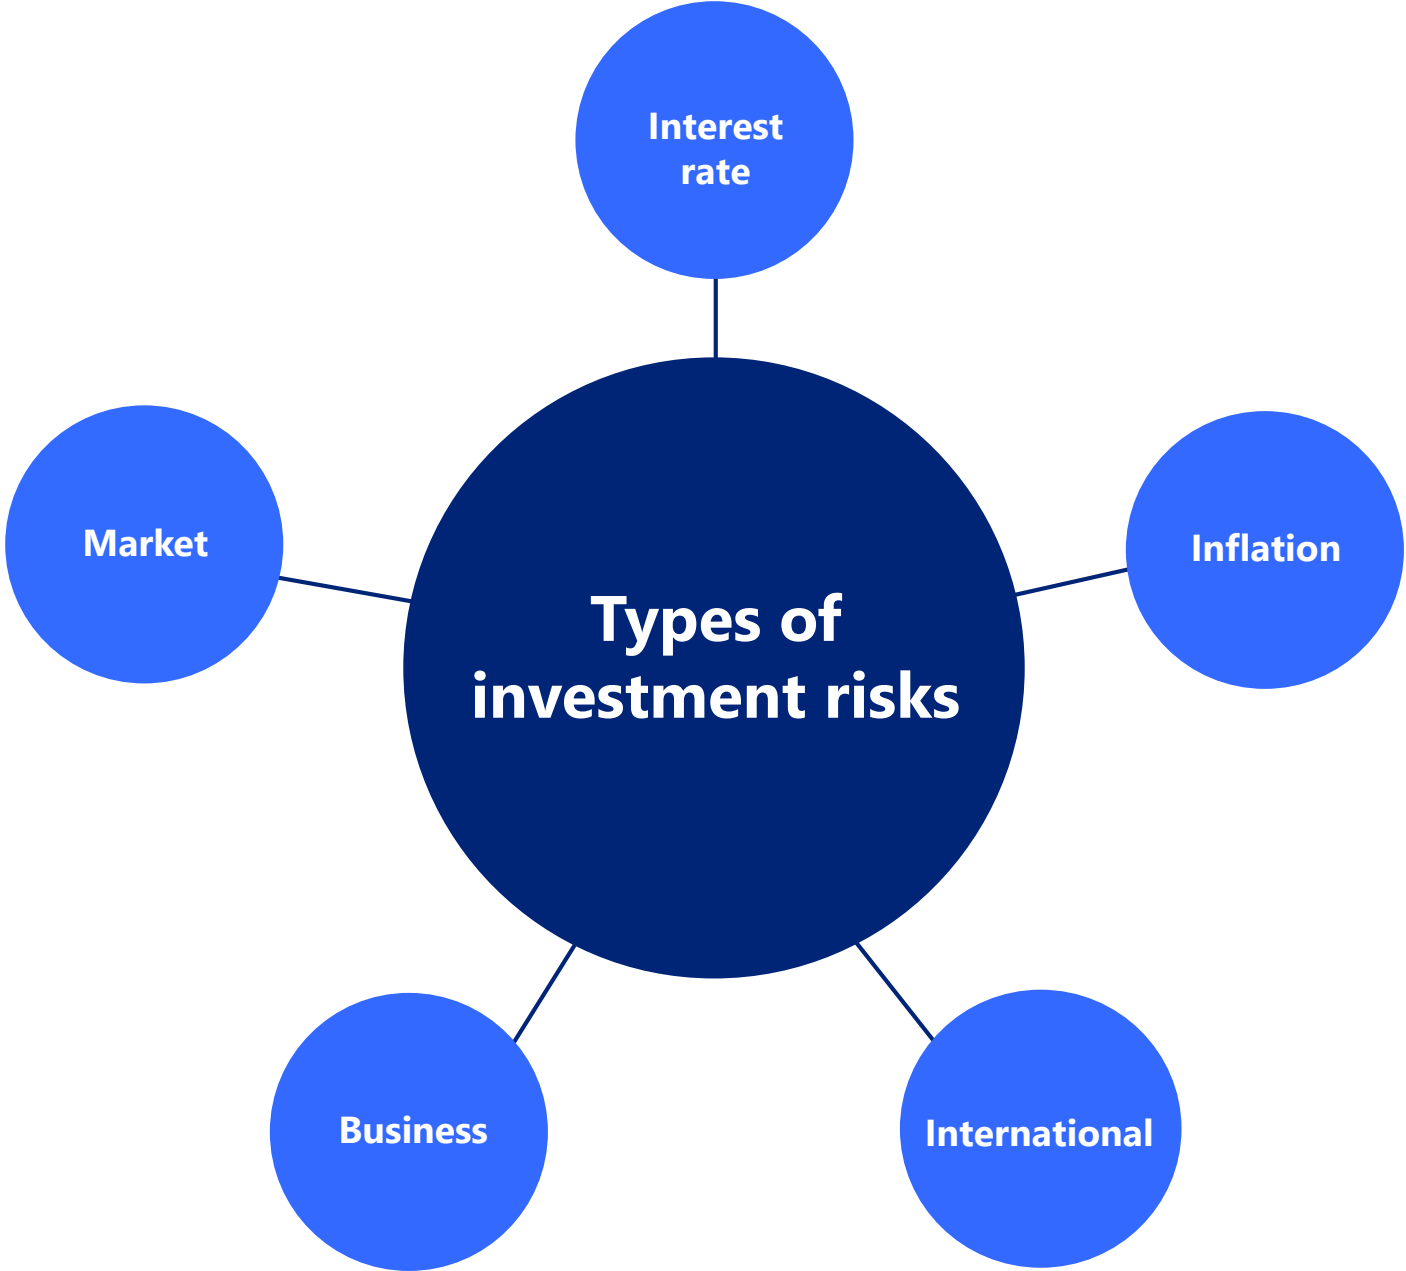 Interest
rate
Market
Inflation
Types of
investment risks
Business
International